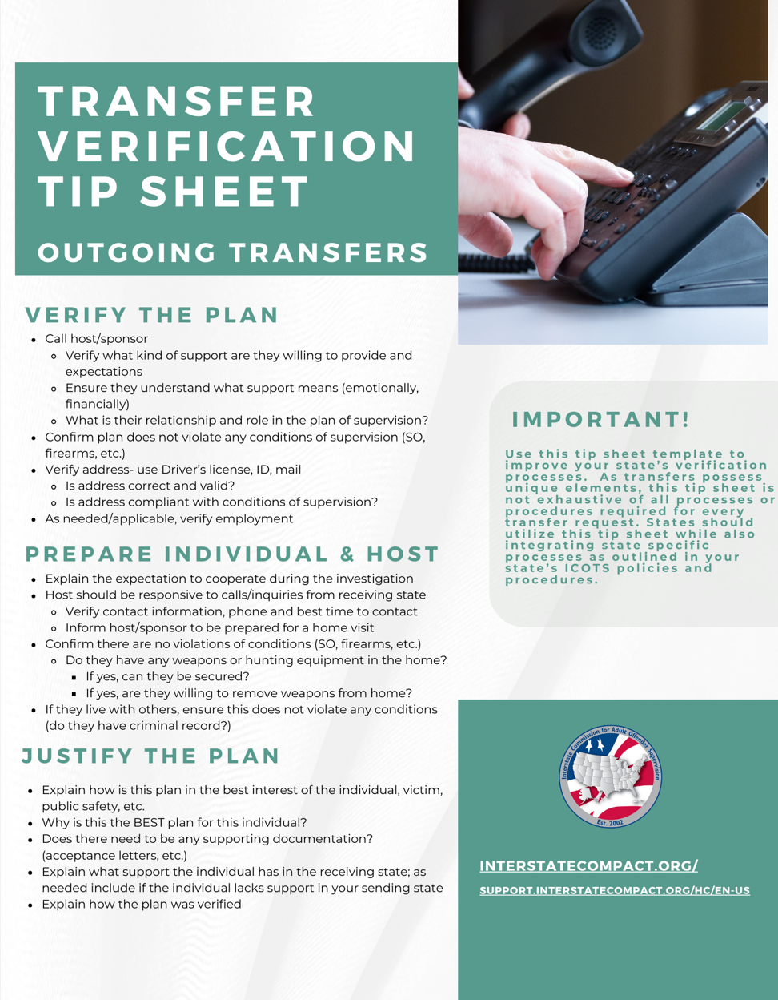 TRANSFER
VERIFICATION
TIP SHEET
OUTGOING TRANSFERS
VERIFY THE PLAN
• Call host/sponsor
◦ Verify what kind of support are they willing to provide and
expectations
◦ Ensure they understand what support means (emotionally,
financially)
◦ What is their relationship and role in the plan of supervision?
• Confirm plan does not violate any conditions of supervision (SO,
firearms, etc.)
• Verify address- use Driver's license, ID, mail
◦ Is address correct and valid?
◦ Is address compliant with conditions of supervision?
• As needed/applicable, verify employment
PREPARE INDIVIDUAL & HOST
• Explain the expectation to cooperate during the investigation
• Host should be responsive to calls/inquiries from receiving state
◦ Verify contact information, phone and best time to contact
◦ Inform host/sponsor to be prepared for a home visit
• Confirm there are no violations of conditions (SO, firearms, etc.)
◦ Do they have any weapons or hunting equipment in the home?
▪ If yes, can they be secured?
▪ If yes, are they willing to remove weapons from home?
• If they live with others, ensure this does not violate any conditions
(do they have criminal record?)
JUSTIFY THE PLAN
• Explain how is this plan in the best interest of the individual, victim,
public safety, etc.
• Why is this the BEST plan for this individual?
• Does there need to be any supporting documentation?
(acceptance letters, etc.)
• Explain what support the individual has in the receiving state; as
needed include if the individual lacks support in your sending state
• Explain how the plan was verified
IMPORTANT!
Use this tip sheet template to
improve your state's verification
processes. As transfers possess
unique elements, this tip sheet is
not exhaustive of all processes or
procedures required for every
transfer request. States should
utilize this tip sheet while also
integrating state specific
processes as outlined in your
state's ICOTS policies and
procedures.
Interstate Commission for Adult Offender Supervision
Est. 2002
INTERSTATECOMPACT.ORG/
SUPPORT.INTERSTATECOMPACT.ORG/HC/EN-US